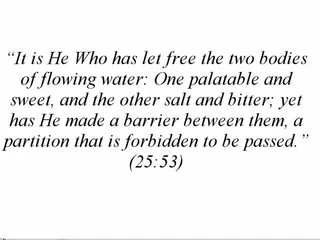 “It is He Who has let free the two bodies
of flowing water: One palatable and
sweet, and the other salt and bitter; yet
has He made a barrier between them, a
partition that is forbidden to be passed.”
(25:53)